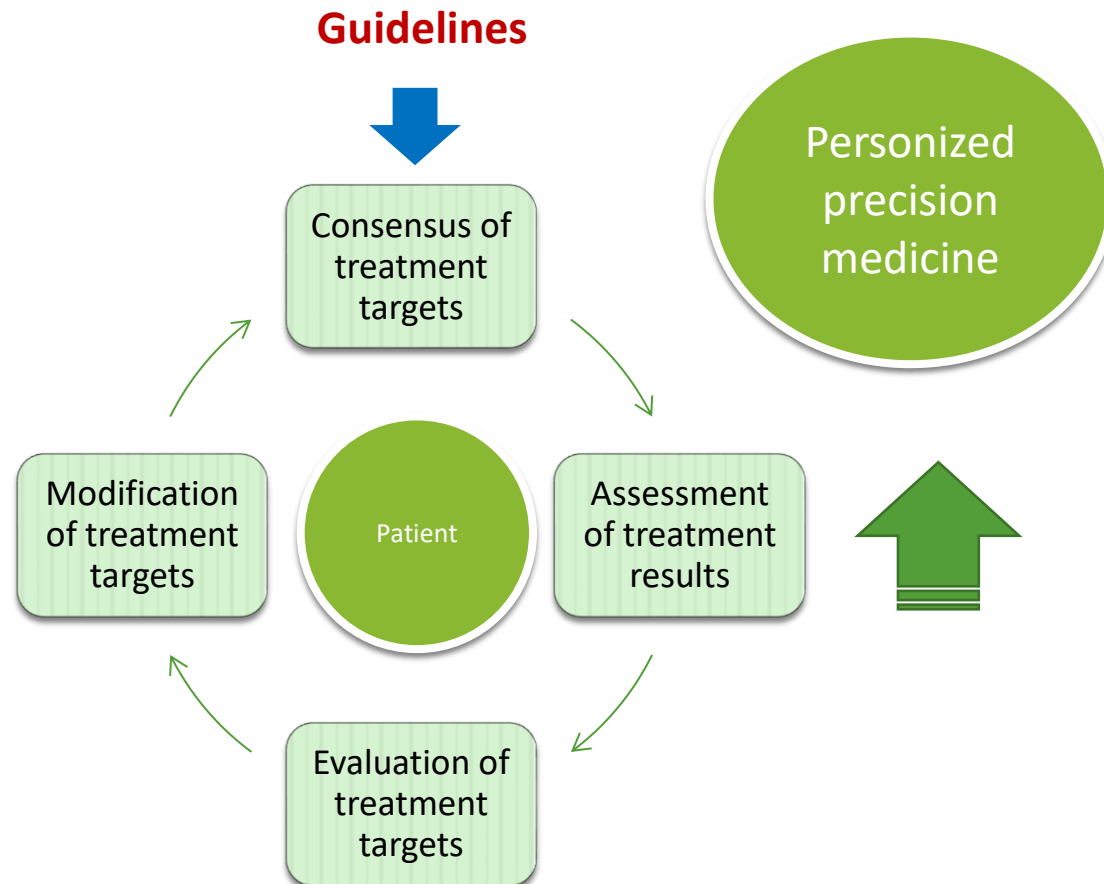 Guidelines
Personized
precision
medicine
Consensus of
treatment
targets
Modification
of treatment
targets
Patient
Assessment
of treatment
results
Evaluation of
treatment
targets